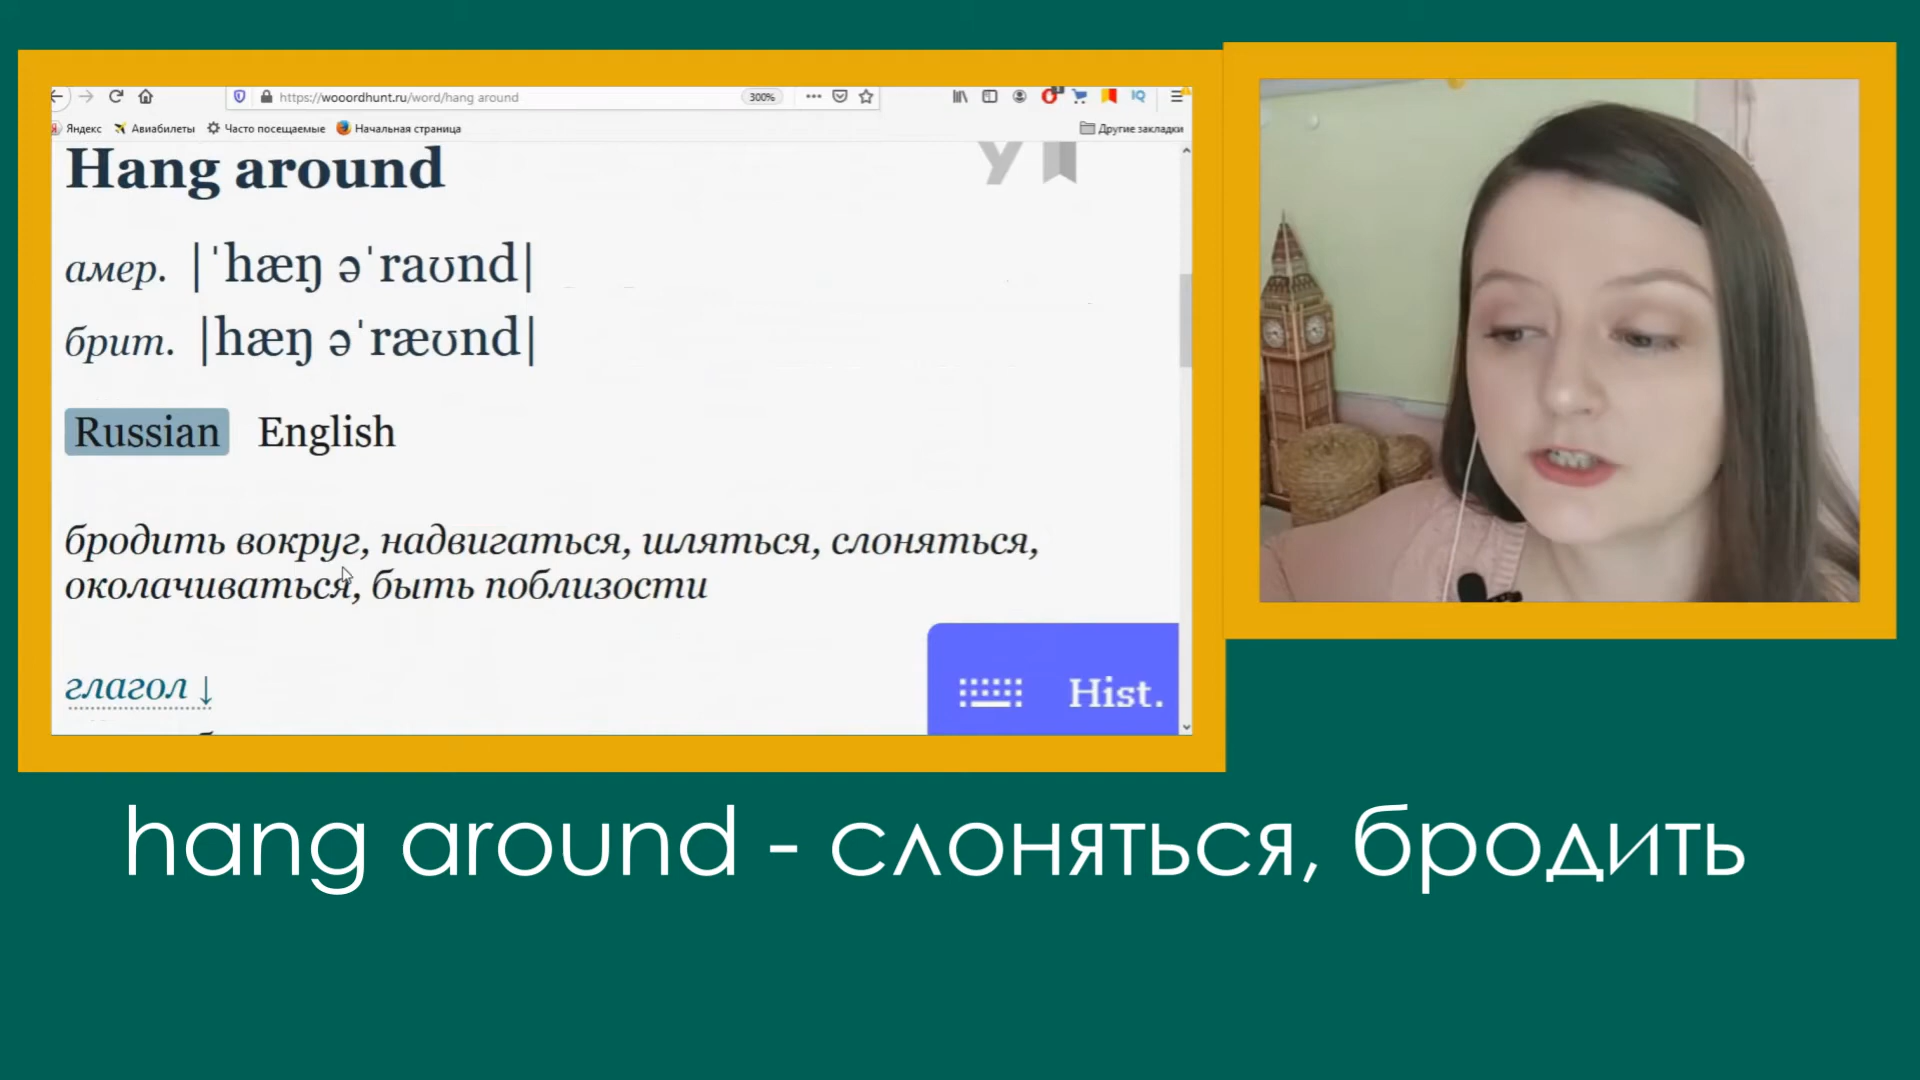 https://wooordhunt.ru/word/hang around
300%
IQ
Яндекс
Авиабилеты
Часто посещаемые
Начальная страница
Другие закладки
Hang around
амер. |ˈhæŋ əˈraʊnd|
брит. |hæŋ əˈræʊnd|
Russian English
бродить вокруг, надвигаться, шляться, слоняться,
околачиваться, быть поблизости
глагол ↓
Hist.
hang around - слоняться, бродить